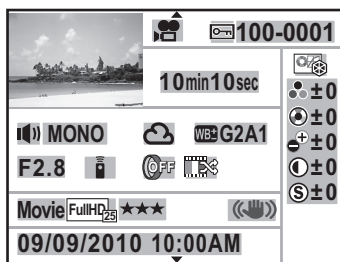 100-0001
10min10sec
±0
MONO
WB± G2A1
±0
±0
F2.8
OFF
±0
S ±0
Movie FullHD 25 ★★★
09/09/2010 10:00AM